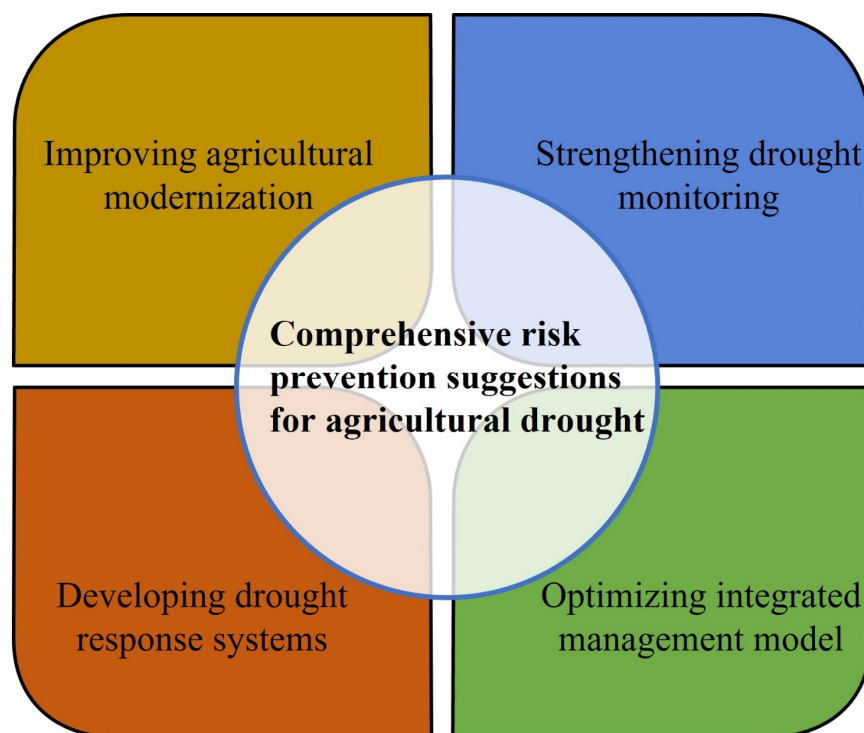 Improving agricultural
modernization
Strengthening drought
monitoring
Comprehensive risk
prevention suggestions
for agricultural drought
Developing drought
response systems
Optimizing integrated
management model